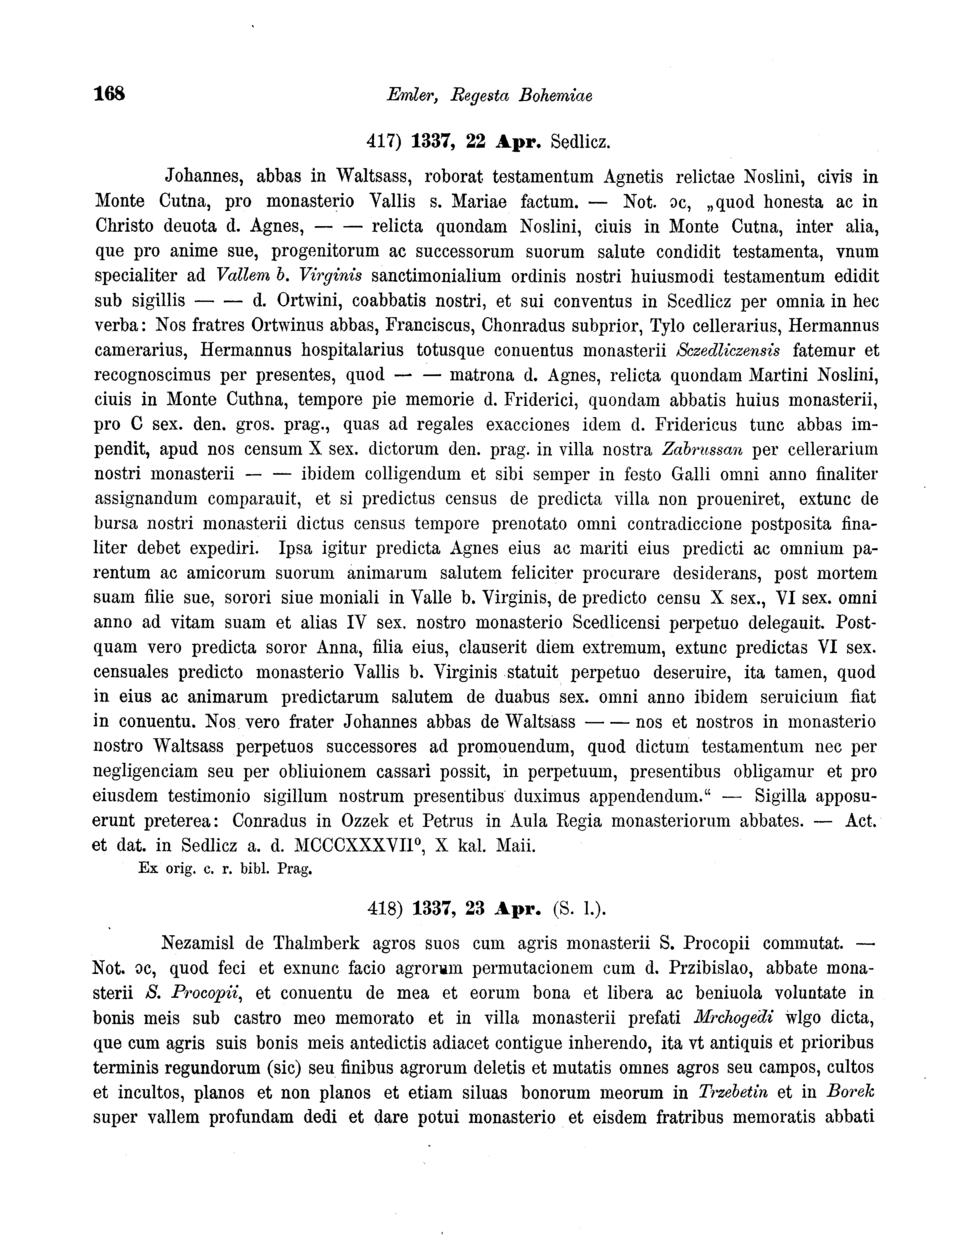 168 Emler, Regesta Bohemiae
417) 1337, 22 Apr. Sedlicz.
Johannes, abbas in Waltsass, roborat testamentum Agnetis relictae Noslini, civis in
Monte Cutna, pro monasterio Vallis s. Mariae factum. — Not. ɔc, „quod honesta ac in
Christo deuota d. Agnes, — — relicta quondam Noslini, ciuis in Monte Cutna, inter alia,
que pro anime sue, progenitorum ac successorum suorum salute condidit testamenta, vnum
specialiter ad Vallem b. Virginis sanctimonialium ordinis nostri huiusmodi testamentum edidit
sub sigillis — — d. Ortwini, coabbatis nostri, et sui conventus in Scedlicz per omnia in hec
verba: Nos fratres Ortwinus abbas, Franciscus, Chonradus subprior, Tylo cellerarius, Hermannus
camerarius, Hermannus hospitalarius totusque conuentus monasterii Sczedliczensis fatemur et
recognoscimus per presentes, quod — — matrona d. Agnes, relicta quondam Martini Noslini,
ciuis in Monte Cuthna, tempore pie memorie d. Friderici, quondam abbatis huius monasterii,
pro C sex. den. gros. prag., quas ad regales exacciones idem d. Fridericus tunc abbas im-
pendit, apud nos censum X sex. dictorum den. prag. in villa nostra Zabrussan per cellerarium
nostri monasterii — — ibidem colligendum et sibi semper in festo Galli omni anno finaliter
assignandum comparauit, et si predictus census de predicta villa non proueniret, extunc de
bursa nostri monasterii dictus census tempore prenotato omni contradiccione postposita fina-
liter debet expediri. Ipsa igitur predicta Agnes eius ac mariti eius predicti ac omnium pa-
rentum ac amicorum suorum animarum salutem feliciter procurare desiderans, post mortem
suam filie sue, sorori siue moniali in Valle b. Virginis, de predicto censu X sex., VI sex. omni
anno ad vitam suam et alias IV sex. nostro monasterio Scedlicensi perpetuo delegauit. Post-
quam vero predicta soror Anna, filia eius, clauserit diem extremum, extunc predictas VI sex.
censuales predicto monasterio Vallis b. Virginis statuit perpetuo deseruire, ita tamen, quod
in eius ac animarum predictarum salutem de duabus sex. omni anno ibidem seruicium fiat
in conuentu. Nos vero frater Johannes abbas de Waltsass — — nos et nostros in monasterio
nostro Waltsass perpetuos successores ad promouendum, quod dictum testamentum nec per
negligenciam seu per obliuionem cassari possit, in perpetuum, presentibus obligamur et pro
eiusdem testimonio sigillum nostrum presentibus duximus appendendum.“ — Sigilla apposu-
erunt preterea: Conradus in Ozzek et Petrus in Aula Regia monasteriorum abbates. — Act.
et dat. in Sedlicz a. d. MCCCXXXVII⁰, X kal. Maii.
Ex orig. c. r. bibl. Prag.
418) 1337, 23 Apr. (S. l.).
Nezamisl de Thalmberk agros suos cum agris monasterii S. Procopii commutat. —
Not. ɔc, quod feci et exnunc facio agrorum permutacionem cum d. Przibislao, abbate mona-
sterii S. Procopii, et conuentu de mea et eorum bona et libera ac beniuola voluntate in
bonis meis sub castro meo memorato et in villa monasterii prefati Mrchogedi wlgo dicta,
que cum agris suis bonis meis antedictis adiacet contigue inherendo, ita vt antiquis et prioribus
terminis regundorum (sic) seu finibus agrorum deletis et mutatis omnes agros seu campos, cultos
et incultos, planos et non planos et etiam siluas bonorum meorum in Trzebetin et in Borek
super vallem profundam dedi et dare potui monasterio et eisdem fratribus memoratis abbati